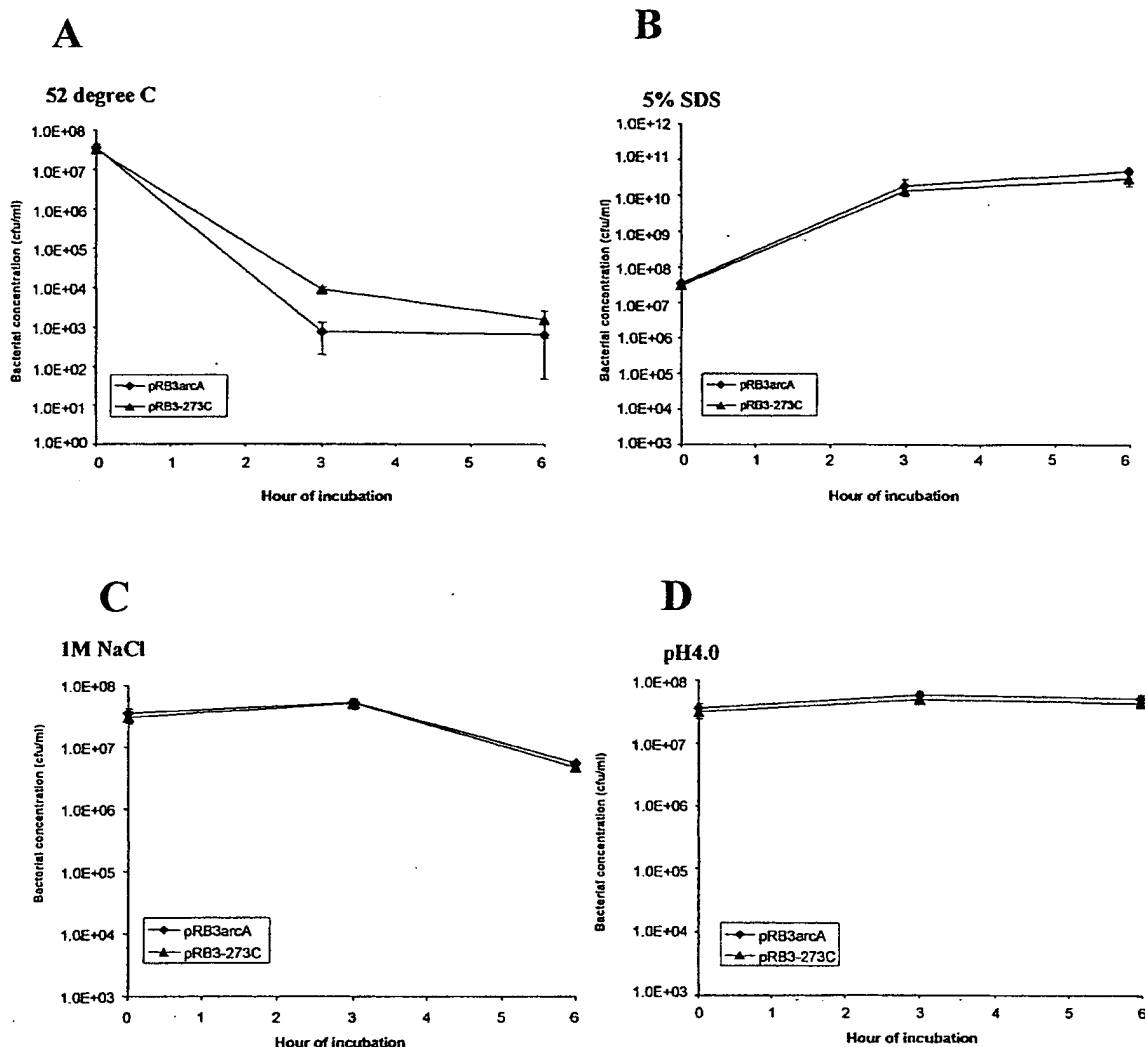 A
52 degree C
Bacterial concentration (cfu/ml)
1.0E+08
1.0E+07
1.0E+06
1.0E+05
1.0E+04
1.0E+03
1.0E+02
1.0E+01
1.0E+00
pRB3arcA
pRB3-273C
0 1 2 3 4 5 6
Hour of incubation
B
5% SDS
Bacterial concentration (cfu/ml)
1.0E+12
1.0E+11
1.0E+10
1.0E+09
1.0E+08
1.0E+07
1.0E+06
1.0E+05
1.0E+04
1.0E+03
pRB3arcA
pRB3-273C
0 1 2 3 4 5 6
Hour of incubation
C
1M NaCl
Bacterial concentration (cfu/ml)
1.0E+08
1.0E+07
1.0E+06
1.0E+05
1.0E+04
1.0E+03
pRB3arcA
pRB3-273C
0 1 2 3 4 5 6
Hour of incubation
D
pH4.0
Bacterial concentration (cfu/ml)
1.0E+08
1.0E+07
1.0E+06
1.0E+05
1.0E+04
1.0E+03
pRB3arcA
pRB3-273C
0 1 2 3 4 5 6
Hour of incubation